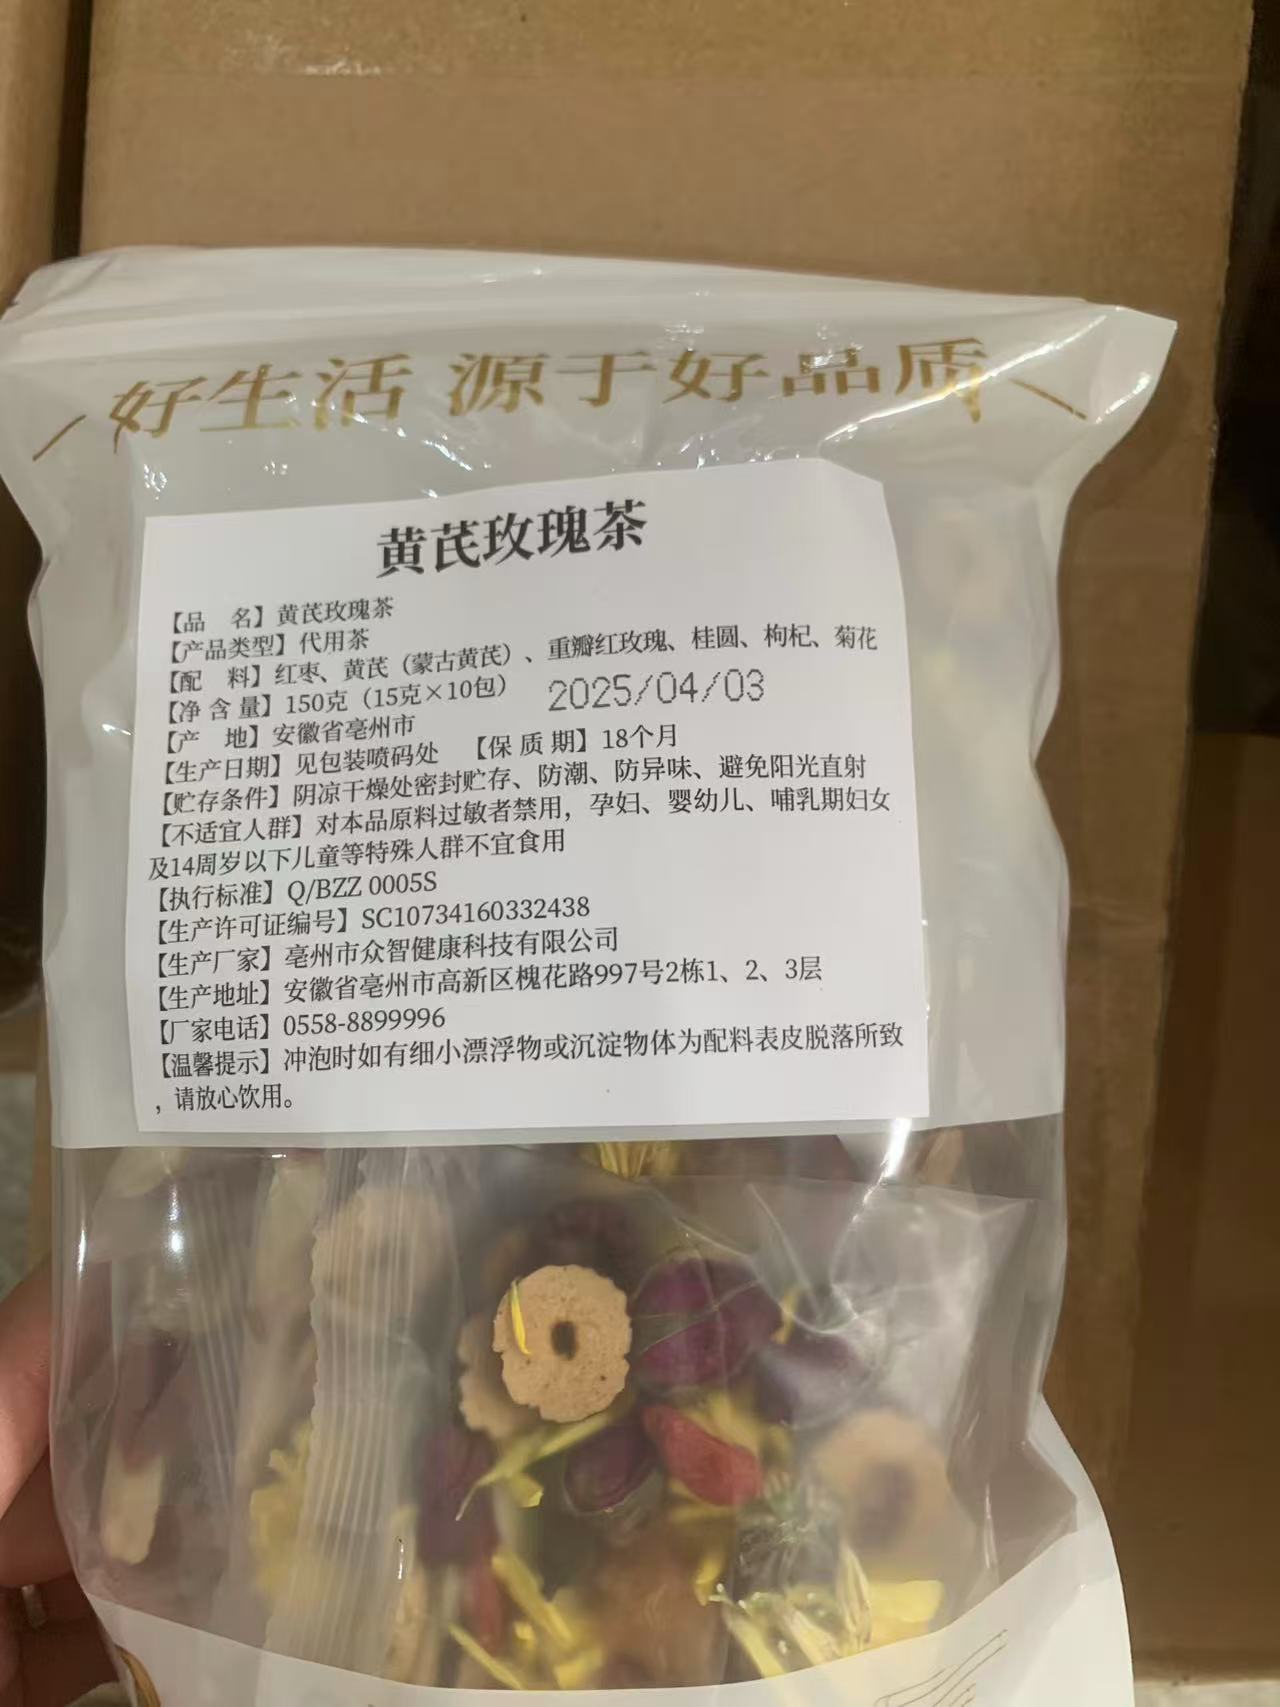 好生活 源于好品质
黄芪玫瑰茶
【品 名】黄芪玫瑰茶
【产品类型】代用茶
【配 料】红枣、黄芪（蒙古黄芪）、重瓣红玫瑰、桂圆、枸杞、菊花
【净 含 量】150克（15克×10包）
2025/04/03
【产 地】安徽省亳州市
【生产日期】见包装喷码处 【保 质 期】18个月
【贮存条件】阴凉干燥处密封贮存、防潮、防异味、避免阳光直射
【不适宜人群】对本品原料过敏者禁用，孕妇、婴幼儿、哺乳期妇女
及14周岁以下儿童等特殊人群不宜食用
【执行标准】Q/BZZ 0005S
【生产许可证编号】SC10734160332438
【生产厂家】亳州市众智健康科技有限公司
【生产地址】安徽省亳州市高新区槐花路997号2栋1、2、3层
【厂家电话】0558-8899996
【温馨提示】冲泡时如有细小漂浮物或沉淀物体为配料表皮脱落所致
，请放心饮用。